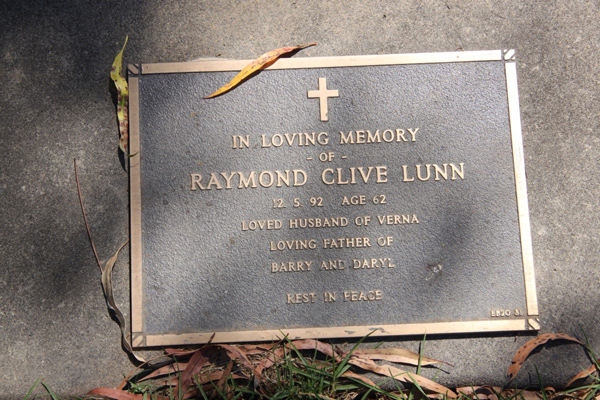 IN LOVING MEMORY
- OF -
RAYMOND CLIVE LUNN
12. 5. 92 AGE 62
LOVED HUSBAND OF VERNA
LOVING FATHER OF
BARRY AND DARYL
REST IN PEACE